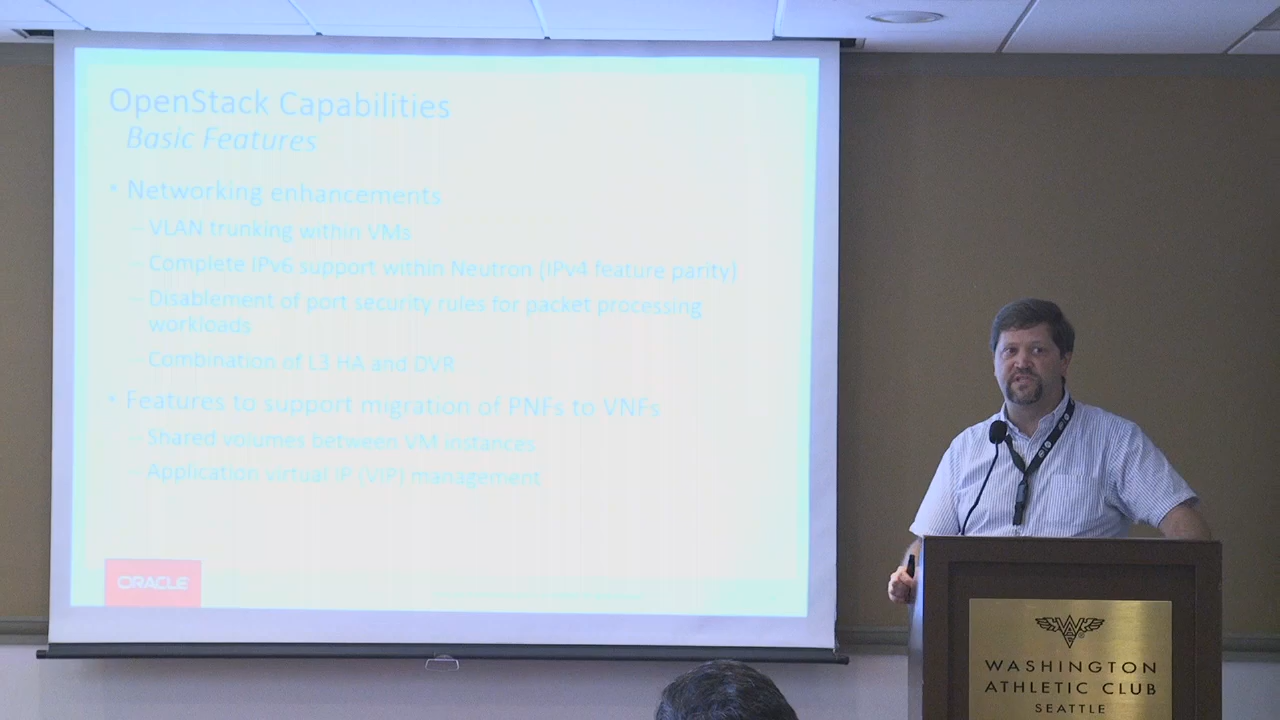 OpenStack Capabilities
Basic Features
• Networking enhancements
– VLAN trunking within VMs
– Complete IPv6 support within Neutron (IPv4 feature parity)
– Disablement of port security rules for packet processing
workloads
– Combination of L3 HA and DVR
• Features to support migration of PNFs to VNFs
– Shared volumes between VM instances
– Application virtual IP (VIP) management
ORACLE
WAC
WASHINGTON
ATHLETIC CLUB
SEATTLE